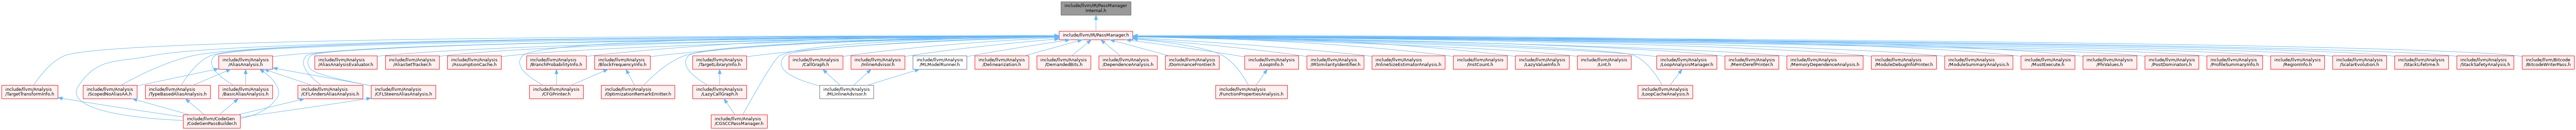 include/llvm/IR/PassManager
Internal.h
include/llvm/IR/PassManager.h
include/llvm/Analysis
/AliasAnalysis.h
include/llvm/Analysis
/AliasAnalysisEvaluator.h
include/llvm/Analysis
/AliasSetTracker.h
include/llvm/Analysis
/AssumptionCache.h
include/llvm/Analysis
/BranchProbabilityInfo.h
include/llvm/Analysis
/BlockFrequencyInfo.h
include/llvm/Analysis
/TargetLibraryInfo.h
include/llvm/Analysis
/CallGraph.h
include/llvm/Analysis
/InlineAdvisor.h
include/llvm/Analysis
/MLModelRunner.h
include/llvm/Analysis
/Delinearization.h
include/llvm/Analysis
/DemandedBits.h
include/llvm/Analysis
/DependenceAnalysis.h
include/llvm/Analysis
/DominanceFrontier.h
include/llvm/Analysis
/LoopInfo.h
include/llvm/Analysis
/IRSimilarityIdentifier.h
include/llvm/Analysis
/InlineSizeEstimatorAnalysis.h
include/llvm/Analysis
/InstCount.h
include/llvm/Analysis
/LazyValueInfo.h
include/llvm/Analysis
/Lint.h
include/llvm/Analysis
/LoopAnalysisManager.h
include/llvm/Analysis
/MemDerefPrinter.h
include/llvm/Analysis
/MemoryDependenceAnalysis.h
include/llvm/Analysis
/ModuleDebugInfoPrinter.h
include/llvm/Analysis
/ModuleSummaryAnalysis.h
include/llvm/Analysis
/MustExecute.h
include/llvm/Analysis
/PhiValues.h
include/llvm/Analysis
/PostDominators.h
include/llvm/Analysis
/ProfileSummaryInfo.h
include/llvm/Analysis
/RegionInfo.h
include/llvm/Analysis
/ScalarEvolution.h
include/llvm/Analysis
/StackLifetime.h
include/llvm/Analysis
/StackSafetyAnalysis.h
include/llvm/Bitcode
/BitcodeWriterPass.h
include/llvm/Analysis
/TargetTransformInfo.h
include/llvm/Analysis
/ScopedNoAliasAA.h
include/llvm/Analysis
/TypeBasedAliasAnalysis.h
include/llvm/Analysis
/BasicAliasAnalysis.h
include/llvm/Analysis
/CFLAndersAliasAnalysis.h
include/llvm/Analysis
/CFLSteensAliasAnalysis.h
include/llvm/Analysis
/CFGPrinter.h
include/llvm/Analysis
/OptimizationRemarkEmitter.h
include/llvm/Analysis
/LazyCallGraph.h
include/llvm/Analysis
/MLInlineAdvisor.h
include/llvm/Analysis
/FunctionPropertiesAnalysis.h
include/llvm/Analysis
/LoopCacheAnalysis.h
include/llvm/CodeGen
/CodeGenPassBuilder.h
include/llvm/Analysis
/CGSCCPassManager.h